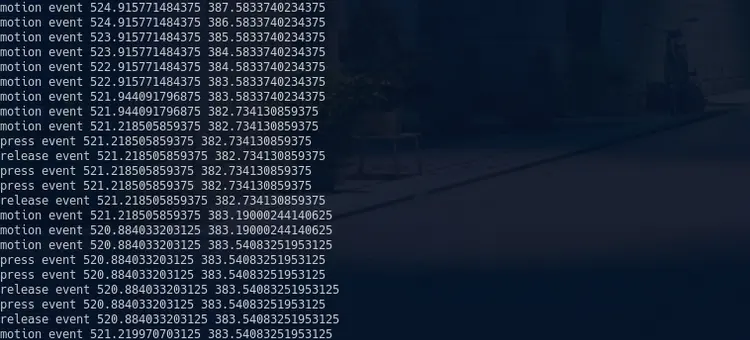 motion event 524.915771484375 387.5833740234375
motion event 524.915771484375 386.5833740234375
motion event 523.915771484375 385.5833740234375
motion event 523.915771484375 384.5833740234375
motion event 522.915771484375 384.5833740234375
motion event 522.915771484375 383.5833740234375
motion event 521.944091796875 383.5833740234375
motion event 521.944091796875 382.734130859375
motion event 521.218505859375 382.734130859375
press event 521.218505859375 382.734130859375
release event 521.218505859375 382.734130859375
press event 521.218505859375 382.734130859375
press event 521.218505859375 382.734130859375
release event 521.218505859375 382.734130859375
motion event 521.218505859375 383.19000244140625
motion event 520.884033203125 383.19000244140625
motion event 520.884033203125 383.54083251953125
press event 520.884033203125 383.54083251953125
press event 520.884033203125 383.54083251953125
release event 520.884033203125 383.54083251953125
press event 520.884033203125 383.54083251953125
release event 520.884033203125 383.54083251953125
motion event 521.219970703125 383.54083251953125